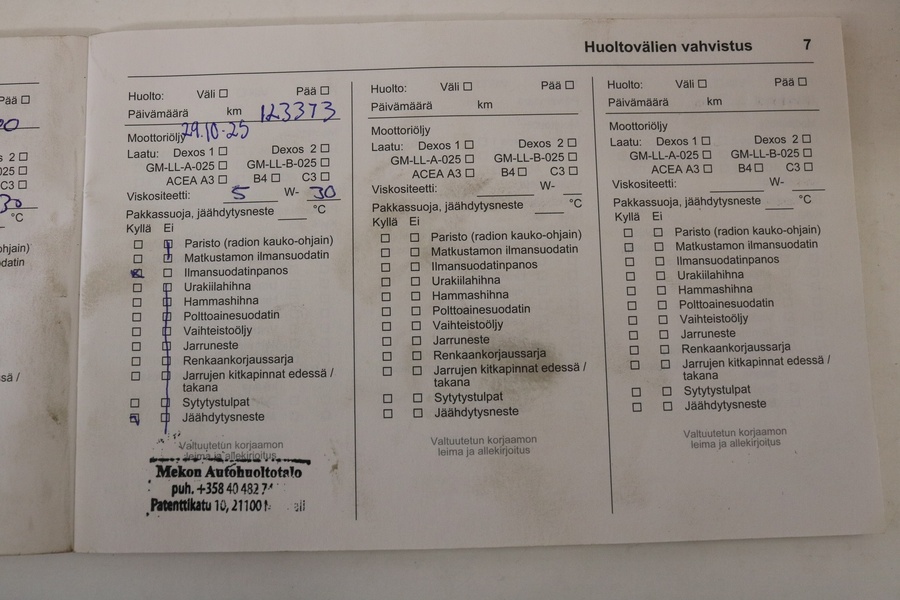 Huoltovälien vahvistus 7
Pää
2
025
C3
30
°C
ohjain)
datin
sä /
Huolto: Väli Pää
Päivämäärä km 123373
Moottoriöljy 29.10.25
Laatu: Dexos 1 Dexos 2
GM-LL-A-025 GM-LL-B-025
ACEA A3 B4 C3
Viskositeetti: 5 W- 30
Pakkassuoja, jäähdytysneste °C
Kyllä Ei
Paristo (radion kauko-ohjain)
Matkustamon ilmansuodatin
Ilmansuodatinpanos
Urakiilahihna
Hammashihna
Polttoainesuodatin
Vaihteistoöljy
Jarruneste
Renkaankorjaussarja
Jarrujen kitkapinnat edessä /
takana
Sytytystulpat
Jäähdytysneste
Valtuutetun korjaamon
leima ja allekirjoitus
Mekon Autohuoltotalo
puh. +358 40 482
Patenttikatu 10, 21100
Huolto: Väli Pää
Päivämäärä km
Moottoriöljy
Laatu: Dexos 1 Dexos 2
GM-LL-A-025 GM-LL-B-025
ACEA A3 B4 C3
Viskositeetti: W-
Pakkassuoja, jäähdytysneste °C
Kyllä Ei
Paristo (radion kauko-ohjain)
Matkustamon ilmansuodatin
Ilmansuodatinpanos
Urakiilahihna
Hammashihna
Polttoainesuodatin
Vaihteistoöljy
Jarruneste
Renkaankorjaussarja
Jarrujen kitkapinnat edessä /
takana
Sytytystulpat
Jäähdytysneste
Valtuutetun korjaamon
leima ja allekirjoitus
Huolto: Väli Pää
Päivämäärä km
Moottoriöljy
Laatu: Dexos 1 Dexos 2
GM-LL-A-025 GM-LL-B-025
ACEA A3 B4 C3
Viskositeetti: W-
Pakkassuoja, jäähdytysneste °C
Kyllä Ei
Paristo (radion kauko-ohjain)
Matkustamon ilmansuodatin
Ilmansuodatinpanos
Urakiilahihna
Hammashihna
Polttoainesuodatin
Vaihteistoöljy
Jarruneste
Renkaankorjaussarja
Jarrujen kitkapinnat edessä /
takana
Sytytystulpat
Jäähdytysneste
Valtuutetun korjaamon
leima ja allekirjoitus